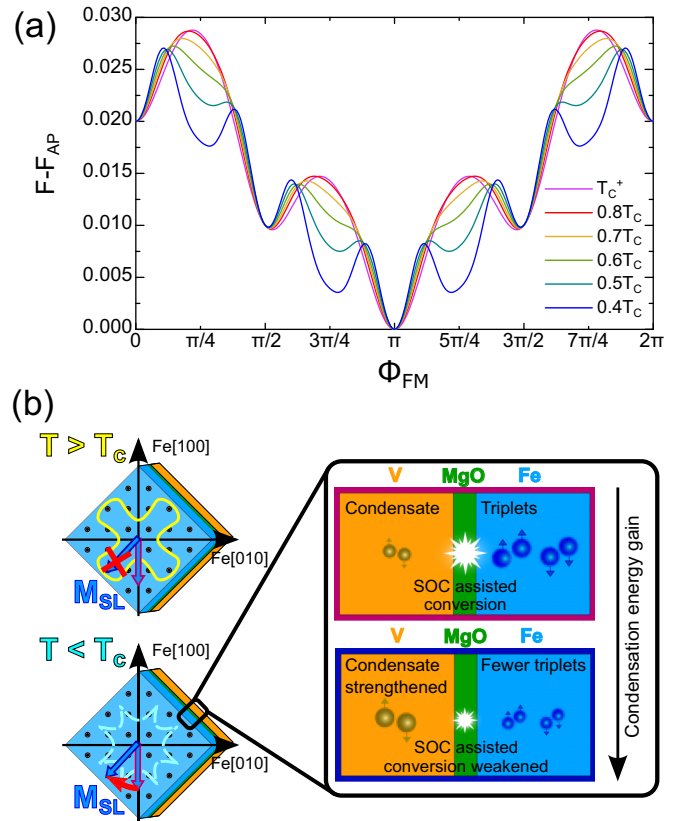 (a)
F-F_AP
0.030
0.025
0.020
0.015
0.010
0.005
0.000
T_C⁺
0.8T_C
0.7T_C
0.6T_C
0.5T_C
0.4T_C
0 π/4 π/2 3π/4 π 5π/4 3π/2 7π/4 2π
Φ_FM
(b)
T > T_C
Fe[100]
Fe[010]
M_SL
T < T_C
Fe[100]
Fe[010]
M_SL
V MgO Fe
Condensate Triplets
SOC assisted
conversion
V MgO Fe
Condensate Fewer triplets
strengthened
SOC assisted
conversion weakened
Condensation energy gain